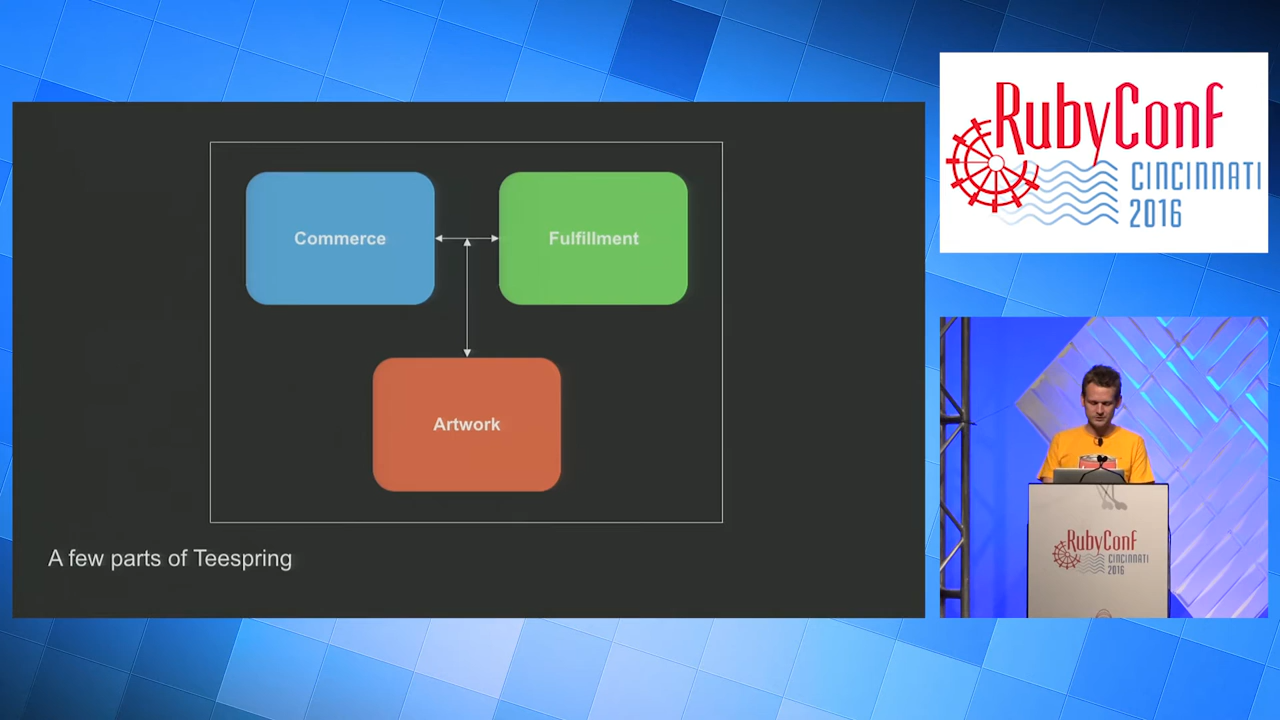 Commerce
Fulfillment
Artwork
A few parts of Teespring
RubyConf
CINCINNATI
2016
RubyConf
CINCINNATI
2016